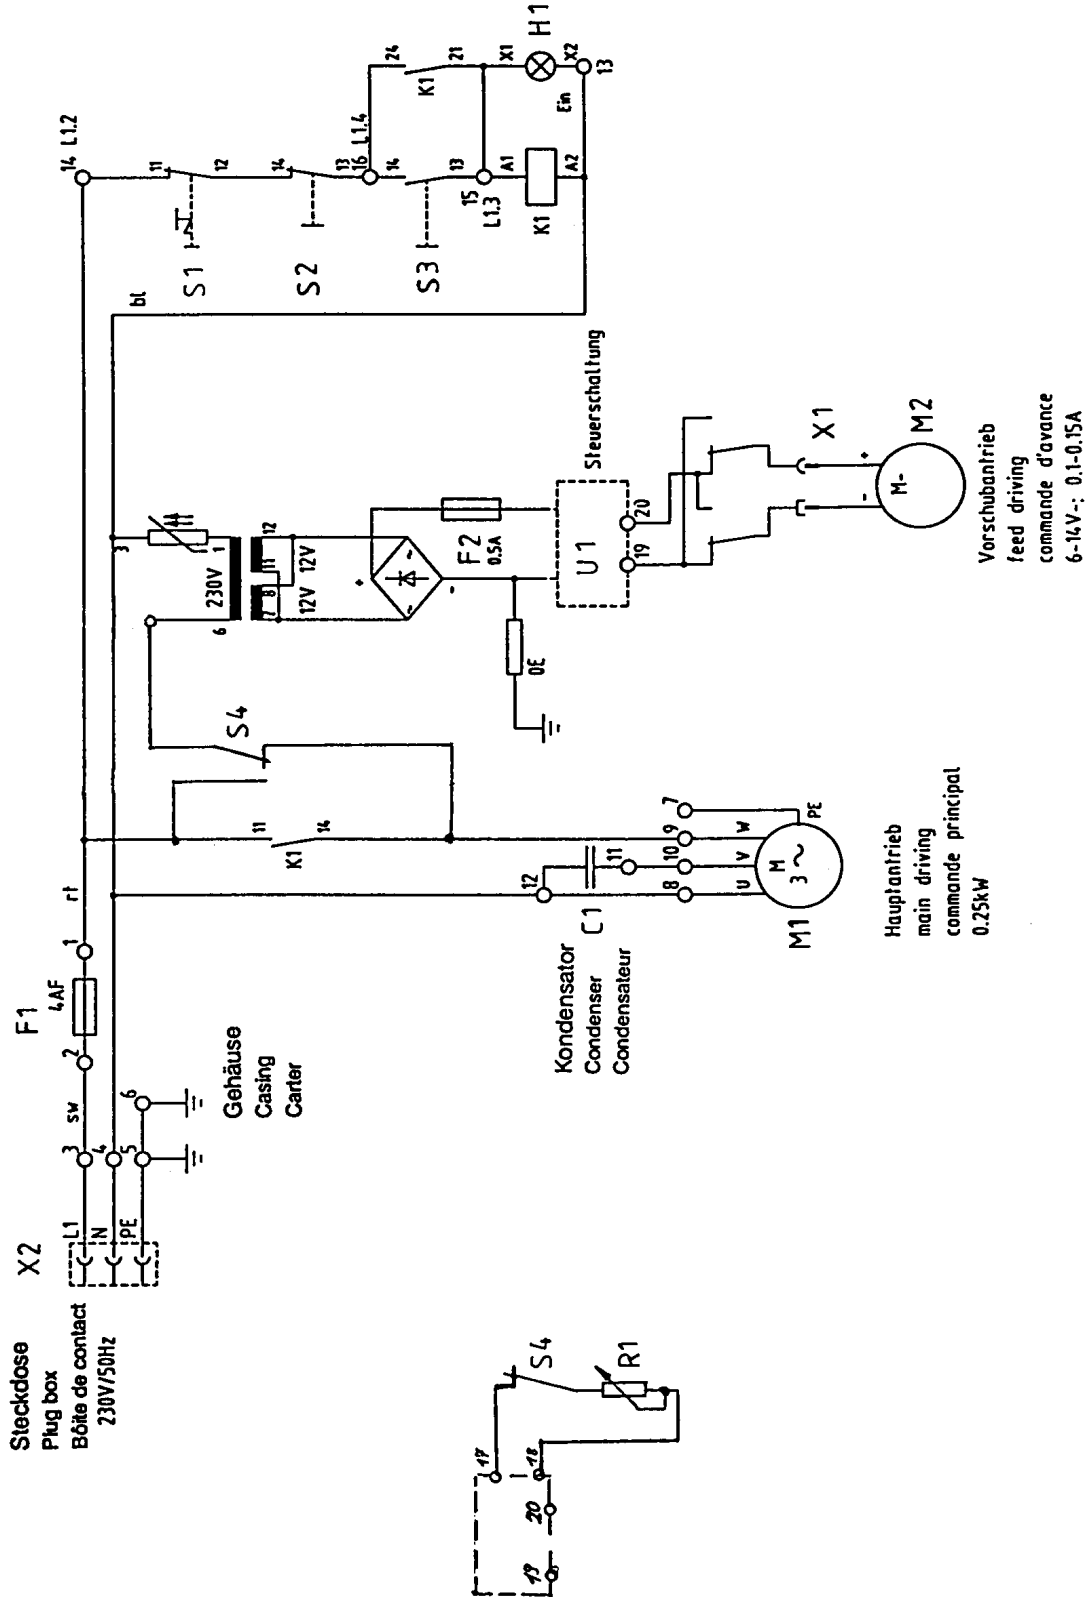 Steckdose
Plug box
Bôite de contact
230V/50Hz
X2
L1
N
PE
3
4
5
6
sw
2
F1
4AF
1
rt
Gehäuse
Casing
Carter
12
Kondensator
Condenser
Condensateur
C1
11
8
10
9
7
U
V
W
PE
M
3~
M1
Hauptantrieb
main driving
commande principal
0.25kW
K1
11
14
S4
6
3
1
230V
7
8
11
12
12V
12V
+
-
~
~
F2
0.5A
0E
U1
Steuerschaltung
19
20
X1
-
+
M-
M2
Vorschubantrieb
feed driving
commande d'avance
6-14V-: 0.1-0.15A
bl
14 L1.2
11
12
S1
14
13
S2
16 L1.4
14
13
S3
15
L1.3
A1
A2
K1
24
21
K1
X1
X2
H1
Ein
13
17
18
20
19
S4
R1